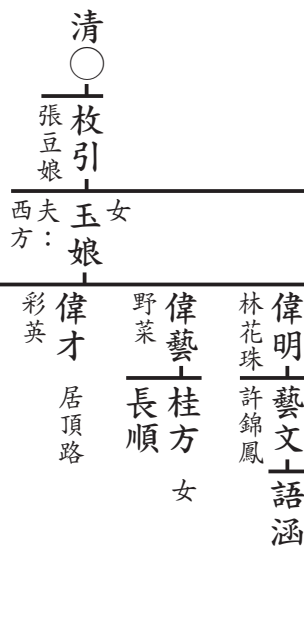 清○
枚引
張豆娘
女
玉娘
夫：
西方
偉明
林花珠
藝文
許錦鳳
語涵
偉藝
野菜
桂方 女
長順
偉才 居頂路
彩英